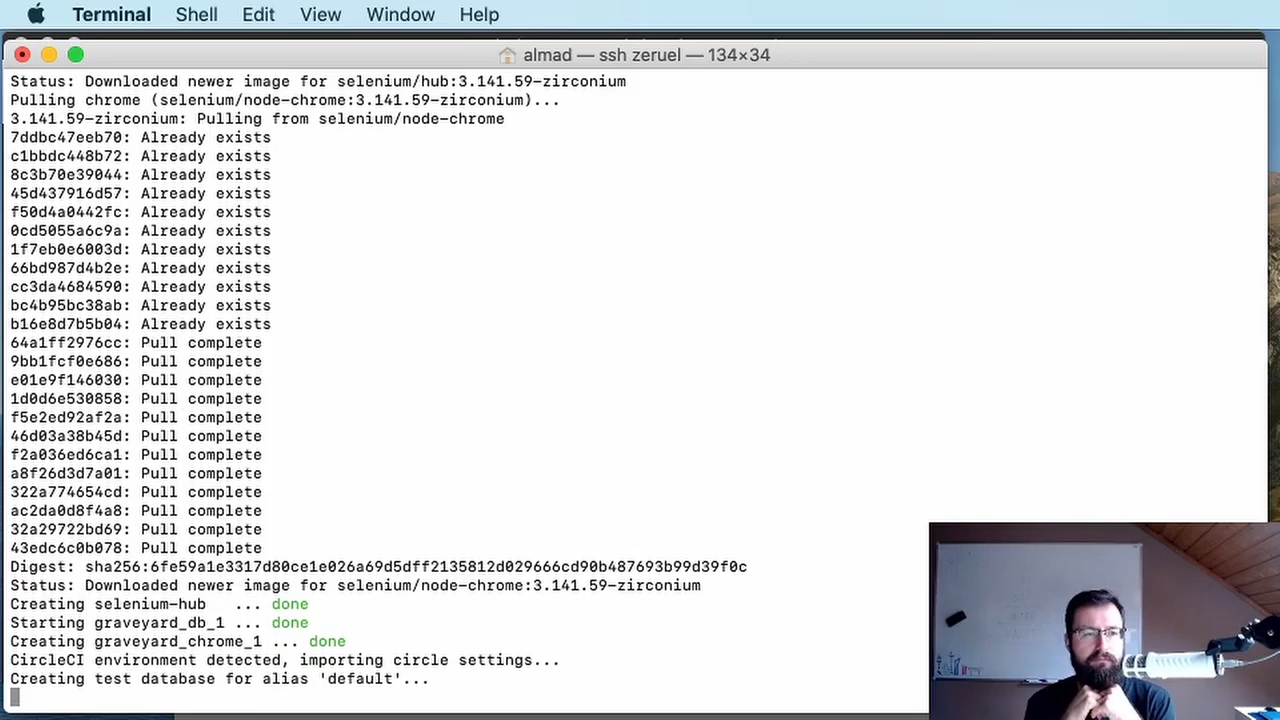 Terminal Shell Edit View Window Help
almad — ssh zeruel — 134×34
Status: Downloaded newer image for selenium/hub:3.141.59-zirconium
Pulling chrome (selenium/node-chrome:3.141.59-zirconium)...
3.141.59-zirconium: Pulling from selenium/node-chrome
7ddbc47eeb70: Already exists
c1bbdc448b72: Already exists
8c3b70e39044: Already exists
45d437916d57: Already exists
f50d4a0442fc: Already exists
0cd5055a6c9a: Already exists
1f7eb0e6003d: Already exists
66bd987d4b2e: Already exists
cc3da4684590: Already exists
bc4b95bc38ab: Already exists
b16e8d7b5b04: Already exists
64a1ff2976cc: Pull complete
9bb1fcf0e686: Pull complete
e01e9f146030: Pull complete
1d0d6e530858: Pull complete
f5e2ed92af2a: Pull complete
46d03a38b45d: Pull complete
f2a036ed6ca1: Pull complete
a8f26d3d7a01: Pull complete
322a774654cd: Pull complete
ac2da0d8f4a8: Pull complete
32a29722bd69: Pull complete
43edc6c0b078: Pull complete
Digest: sha256:6fe59a1e3317d80ce1e026a69d5dff2135812d029666cd90b487693b99d39f0c
Status: Downloaded newer image for selenium/node-chrome:3.141.59-zirconium
Creating selenium-hub ... done
Starting graveyard_db_1 ... done
Creating graveyard_chrome_1 ... done
CircleCI environment detected, importing circle settings...
Creating test database for alias 'default'...